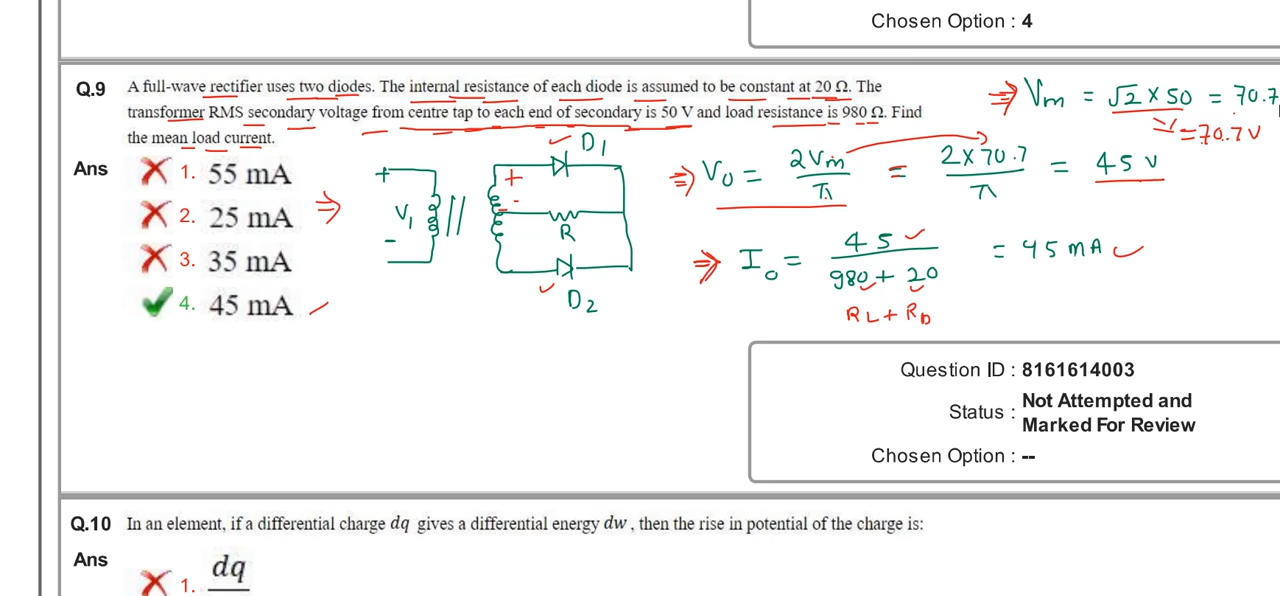 Chosen Option : 4
Q.9 A full-wave rectifier uses two diodes. The internal resistance of each diode is assumed to be constant at 20 Ω. The
transformer RMS secondary voltage from centre tap to each end of secondary is 50 V and load resistance is 980 Ω. Find
the mean load current.
Ans
1. 55 mA
2. 25 mA
3. 35 mA
4. 45 mA
⇒ Vm = √2 × 50 = 70.7
= 70.7 V
D1
+
-
R
D2
⇒
+
V1
-
⇒ Vo = 2Vm / π = 2×70.7 / π = 45 V
⇒ Io = 45 / 980 + 20 = 45 mA
RL + RD
Question ID : 8161614003
Status : Not Attempted and
Marked For Review
Chosen Option : --
Q.10 In an element, if a differential charge dq gives a differential energy dw , then the rise in potential of the charge is:
Ans
1. dq